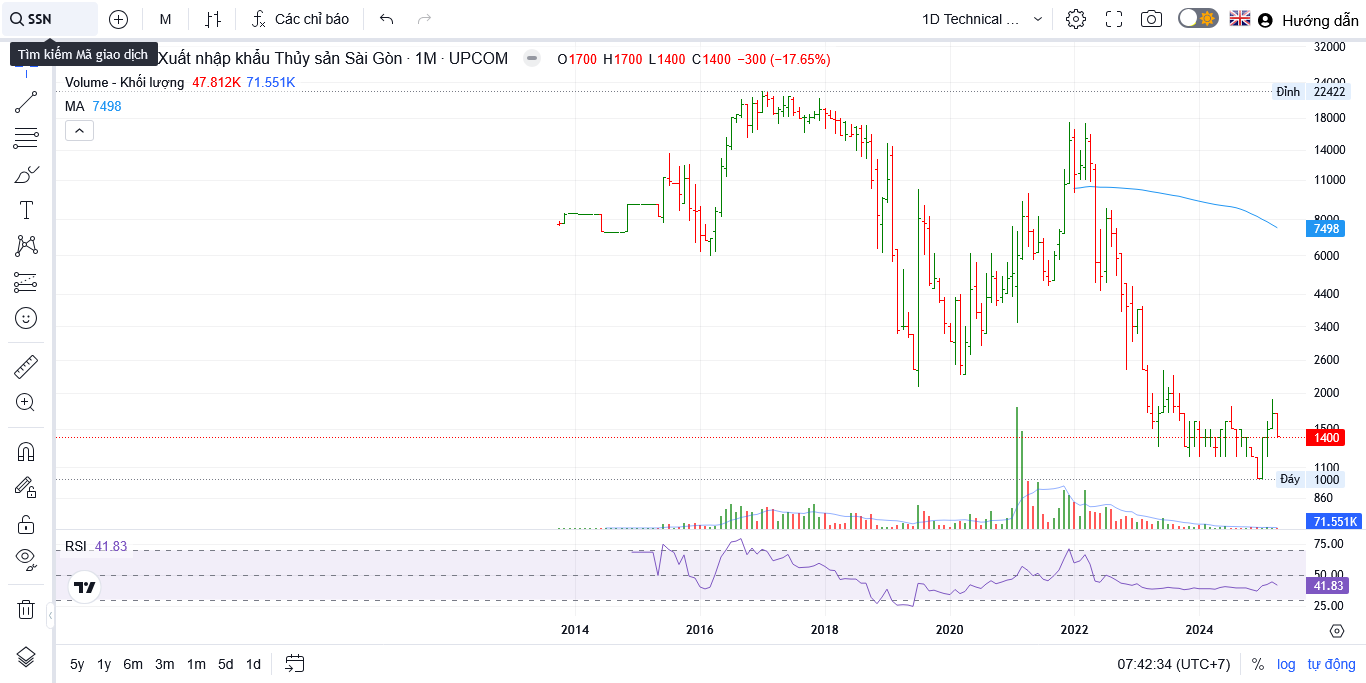 SSN
M
Các chỉ báo
1D Technical ...
Hướng dẫn
Tìm kiếm Mã giao dịch
Xuất nhập khẩu Thủy sản Sài Gòn · 1M · UPCOM
O1700 H1700 L1400 C1400 −300 (−17.65%)
Volume - Khối lượng 47.812K 71.551K
MA 7498
32000
24000
Đỉnh 22422
18000
14000
11000
8000
7498
6000
4400
3400
2600
2000
1500
1400
1100
Đáy 1000
860
71.551K
RSI 41.83
75.00
50.00
41.83
25.00
2014 2016 2018 2020 2022 2024
5y 1y 6m 3m 1m 5d 1d
07:42:34 (UTC+7) % log tự động